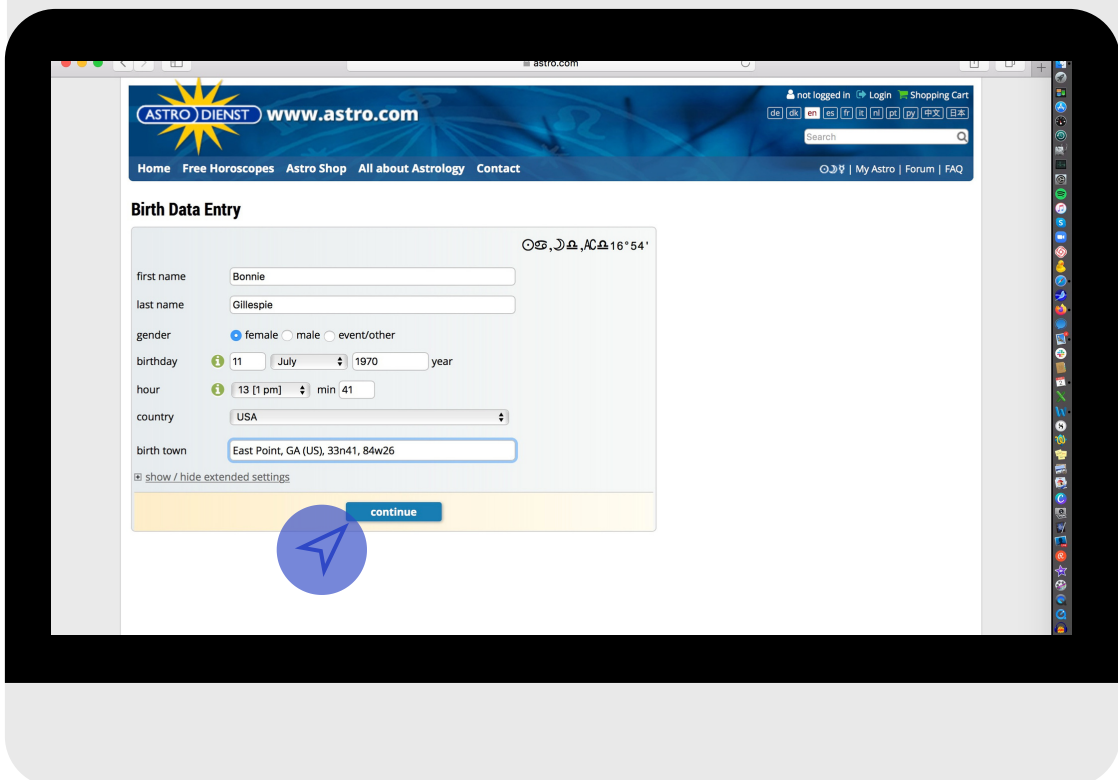 astro.com
not logged in Login Shopping Cart
ASTRO DIENST www.astro.com
de dk en es fr it nl pt py 中文 日本
Search
Home Free Horoscopes Astro Shop All about Astrology Contact
My Astro | Forum | FAQ
Birth Data Entry
AC 16°54'
first name Bonnie
last name Gillespie
gender female male event/other
birthday 11 July 1970 year
hour 13 [1 pm] min 41
country USA
birth town East Point, GA (US), 33n41, 84w26
show / hide extended settings
continue